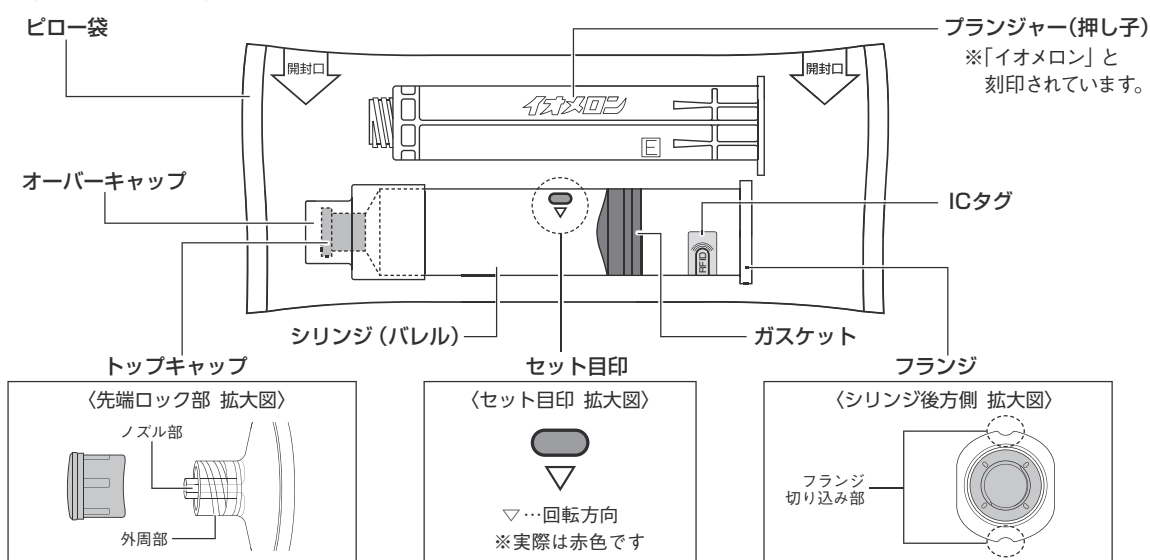 ピロー袋
プランジャー（押し子）
※「イオメロン」と
刻印されています。
開封口
開封口
イオメロン
E
オーバーキャップ
ICタグ
RFID
シリンジ（バレル）
ガスケット
トップキャップ
セット目印
フランジ
〈先端ロック部 拡大図〉
ノズル部
外周部
〈セット目印 拡大図〉
▽…回転方向
※実際は赤色です
〈シリンジ後方側 拡大図〉
フランジ
切り込み部